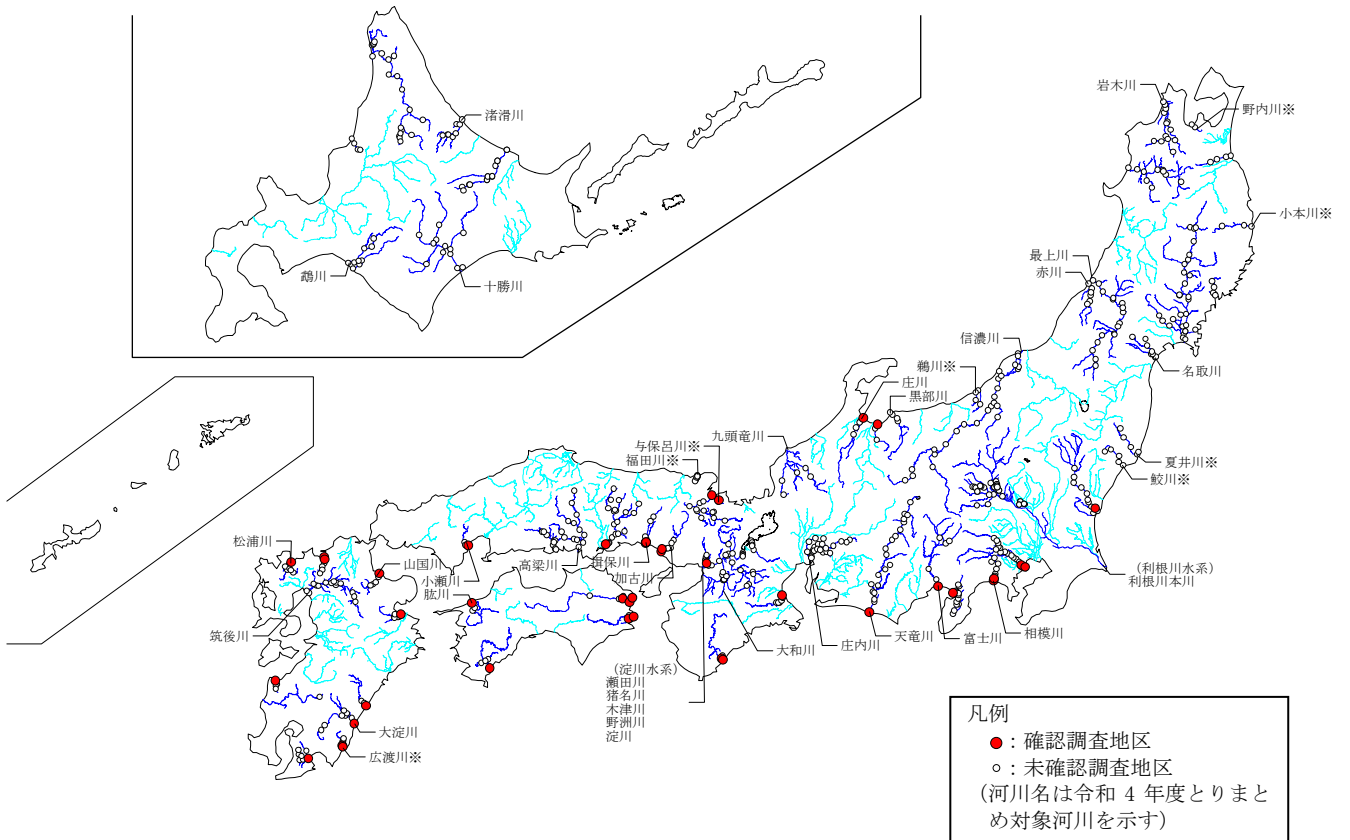 渚滑川
鵡川
十勝川
岩木川
野内川※
小本川※
最上川
赤川
信濃川
鵜川※
名取川
庄川
黒部川
九頭竜川
与保呂川※
福田川※
夏井川※
鮫川※
(利根川水系)
利根川本川
松浦川
山国川
小瀬川
肱川
高梁川
揖保川
加古川
筑後川
(淀川水系)
瀬田川
猪名川
木津川
野洲川
淀川
大和川
庄内川
天竜川
富士川
相模川
大淀川
広渡川※
凡例
：確認調査地区
：未確認調査地区
(河川名は令和 4 年度とりまと
め対象河川を示す)